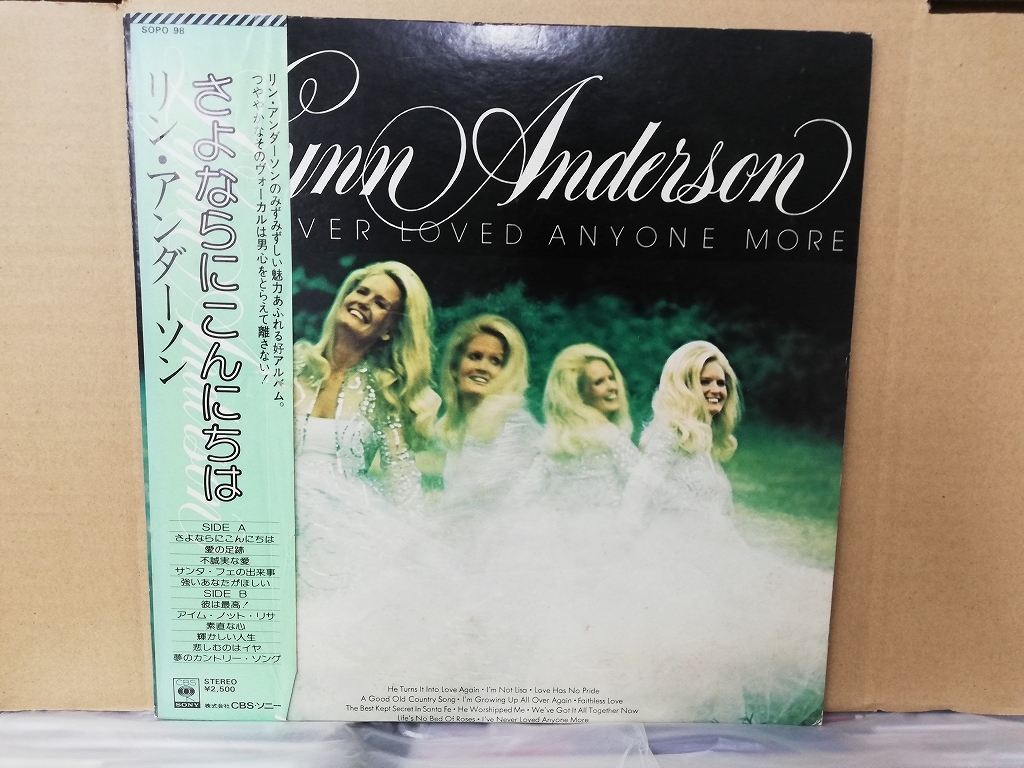 SOPO 98
さよならにこんにちは
リン・アンダーソン
リン・アンダーソンのみずみずしい魅力あふれる好アルバム。
つややかなそのヴォーカルは男心をとらえて離さない!
SIDE A
さよならにこんにちは
愛の足跡
不誠実な愛
サンタ・フェの出来事
強いあなたがほしい
SIDE B
彼は最高!
アイム・ノット・リサ
素直な心
輝かしい人生
悲しむのはイヤ
夢のカントリー・ソング
CBS
SONY
STEREO
¥2,500
株式会社 CBS・ソニー
Lynn Anderson
VER LOVED ANYONE MORE
He Turns It Into Love Again • I'm Not Lisa • Love Has No Pride
A Good Old Country Song • I'm Growing Up All Over Again • Faithless Love
The Best Kept Secret In Santa Fe • He Worshipped Me • We've Got It All Together Now
Life's No Bed Of Roses • I've Never Loved Anyone More